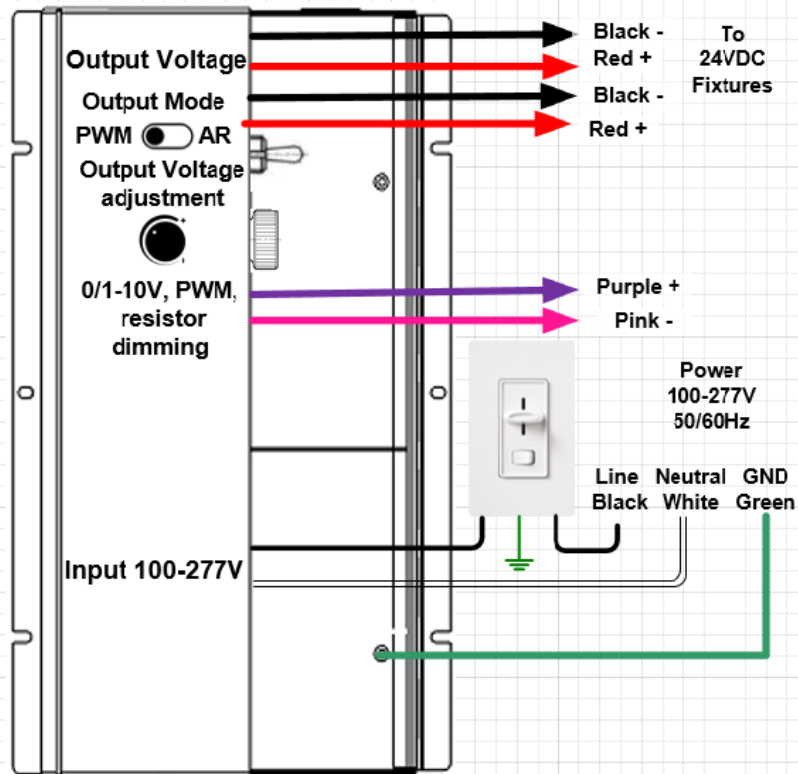 Output Voltage
Output Mode
PWM AR
Output Voltage
adjustment
+
-
0/1-10V, PWM,
resistor
dimming
Input 100-277V
Black -
Red +
Black -
Red +
To
24VDC
Fixtures
Purple +
Pink -
Power
100-277V
50/60Hz
Line Neutral GND
Black White Green